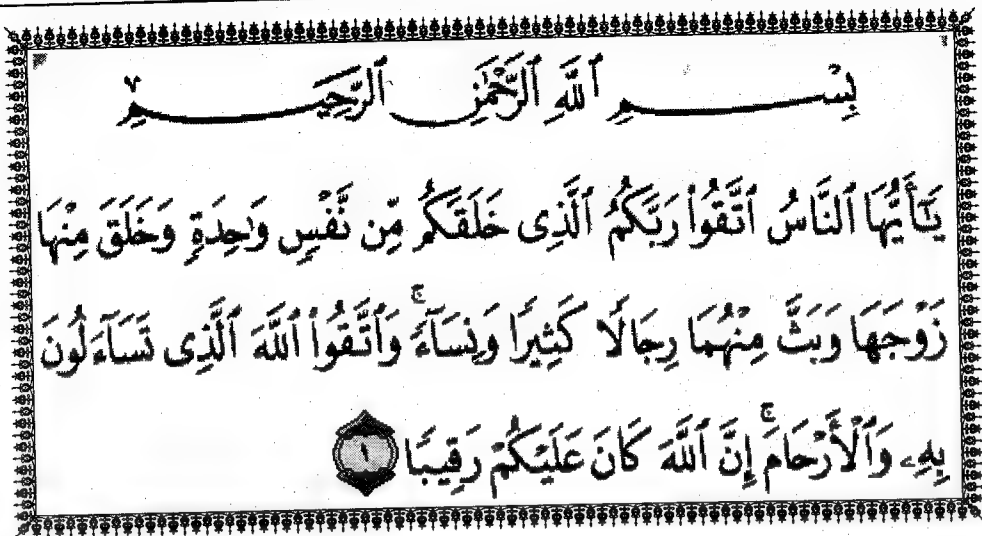 بِسْمِ ٱللَّهِ ٱلرَّحْمَٰنِ ٱلرَّحِيمِ
يَٰٓأَيُّهَا ٱلنَّاسُ ٱتَّقُوا۟ رَبَّكُمُ ٱلَّذِى خَلَقَكُم مِّن نَّفْسٍ وَٰحِدَةٍ وَخَلَقَ مِنْهَا
زَوْجَهَا وَبَثَّ مِنْهُمَا رِجَالًا كَثِيرًا وَنِسَآءً ۚ وَٱتَّقُوا۟ ٱللَّهَ ٱلَّذِى تَسَآءَلُونَ
بِهِۦ وَٱلْأَرْحَامَ ۚ إِنَّ ٱللَّهَ كَانَ عَلَيْكُمْ رَقِيبًا ١